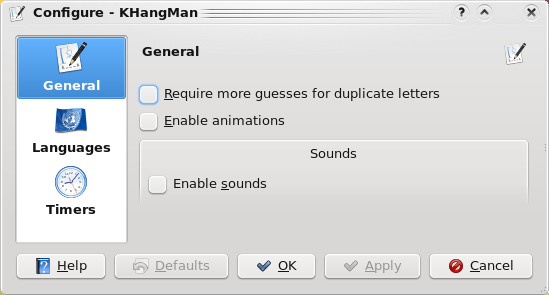 Configure - KHangMan
General
General
Require more guesses for duplicate letters
Enable animations
Languages
Sounds
Enable sounds
Timers
Help
Defaults
OK
Apply
Cancel